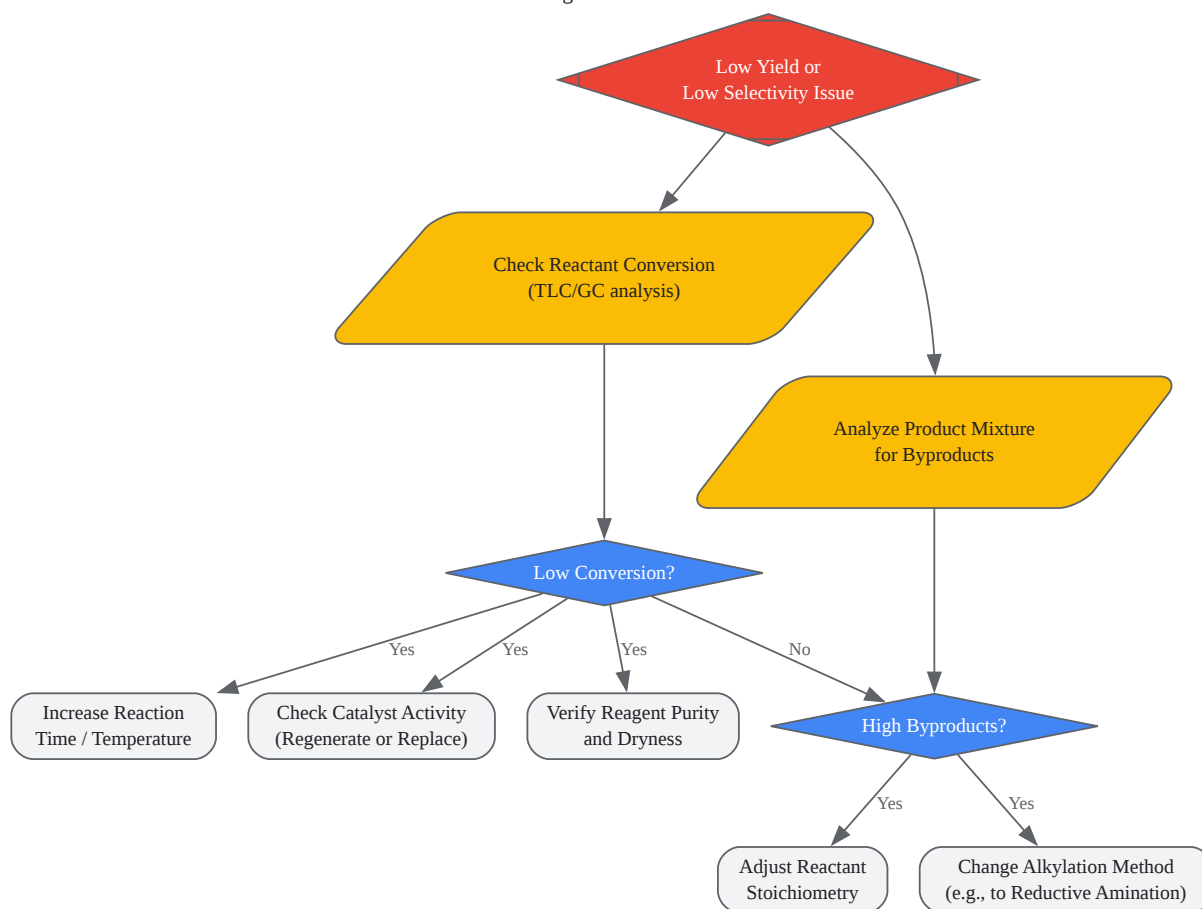 Low Yield or
Low Selectivity Issue
Check Reactant Conversion
(TLC/GC analysis)
Analyze Product Mixture
for Byproducts
Low Conversion?
Yes
Yes
Yes
No
Increase Reaction
Time / Temperature
Check Catalyst Activity
(Regenerate or Replace)
Verify Reagent Purity
and Dryness
High Byproducts?
Yes
Yes
Adjust Reactant
Stoichiometry
Change Alkylation Method
(e.g., to Reductive Amination)